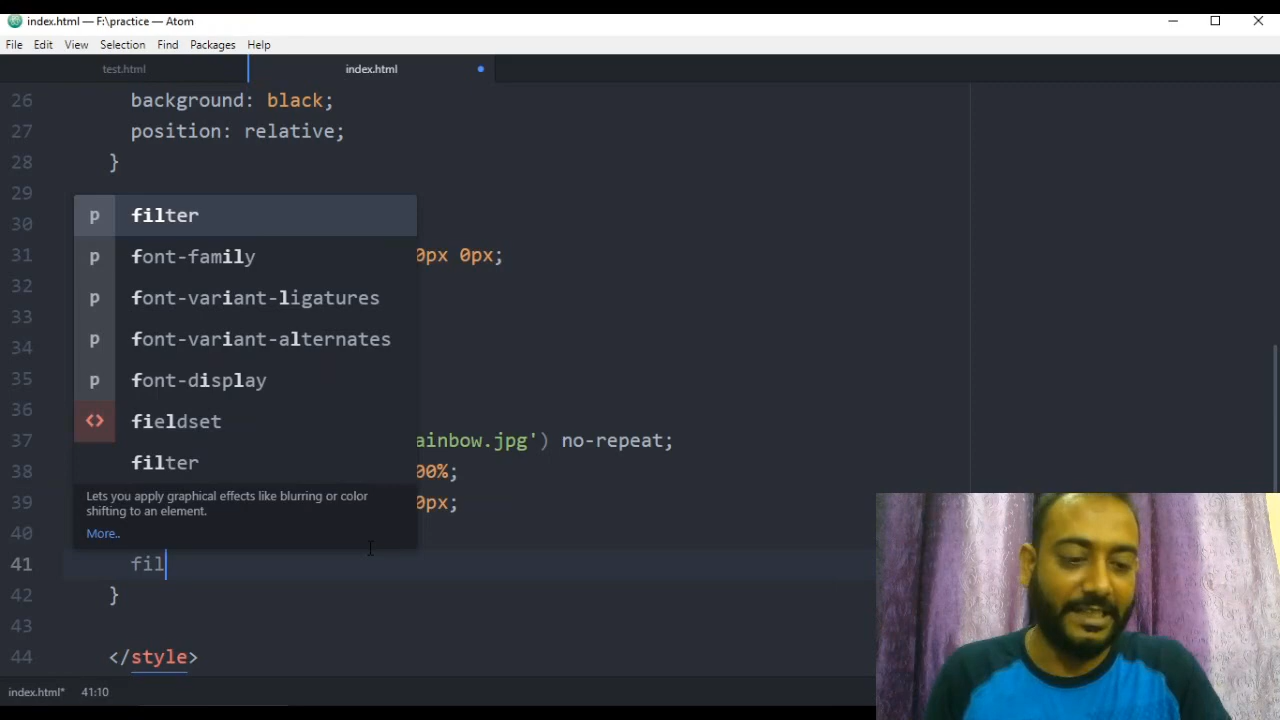 index.html — F:\practice — Atom
File Edit View Selection Find Packages Help
test.html index.html
26 background: black;
27 position: relative;
28 }
29
30
31 0px 0px;
32
33
34
35
36
37 ainbow.jpg') no-repeat;
38 00%;
39 0px;
40
41 fil
42 }
43
44 </style>
p filter
p font-family
p font-variant-ligatures
p font-variant-alternates
p font-display
<> fieldset
filter
Lets you apply graphical effects like blurring or color
shifting to an element.
More..
index.html* 41:10